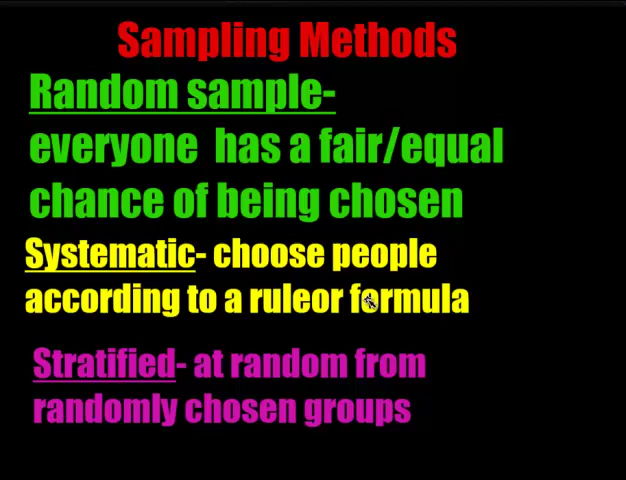 Sampling Methods
Random sample-
everyone has a fair/equal
chance of being chosen
Systematic- choose people
according to a ruleor formula
Stratified- at random from
randomly chosen groups